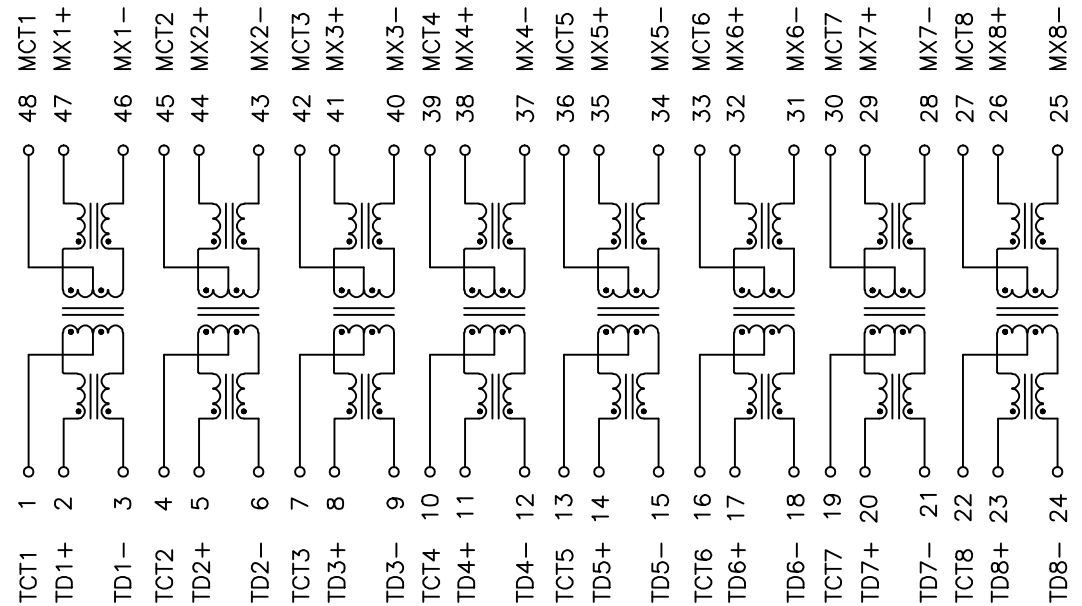 MCT1 MX1+ MX1- MCT2 MX2+ MX2- MCT3 MX3+ MX3- MCT4 MX4+ MX4- MCT5 MX5+ MX5- MCT6 MX6+ MX6- MCT7 MX7+ MX7- MCT8 MX8+ MX8-
48 47 46 45 44 43 42 41 40 39 38 37 36 35 34 33 32 31 30 29 28 27 26 25
1 2 3 4 5 6 7 8 9 10 11 12 13 14 15 16 17 18 19 20 21 22 23 24
TCT1 TD1+ TD1- TCT2 TD2+ TD2- TCT3 TD3+ TD3- TCT4 TD4+ TD4- TCT5 TD5+ TD5- TCT6 TD6+ TD6- TCT7 TD7+ TD7- TCT8 TD8+ TD8-